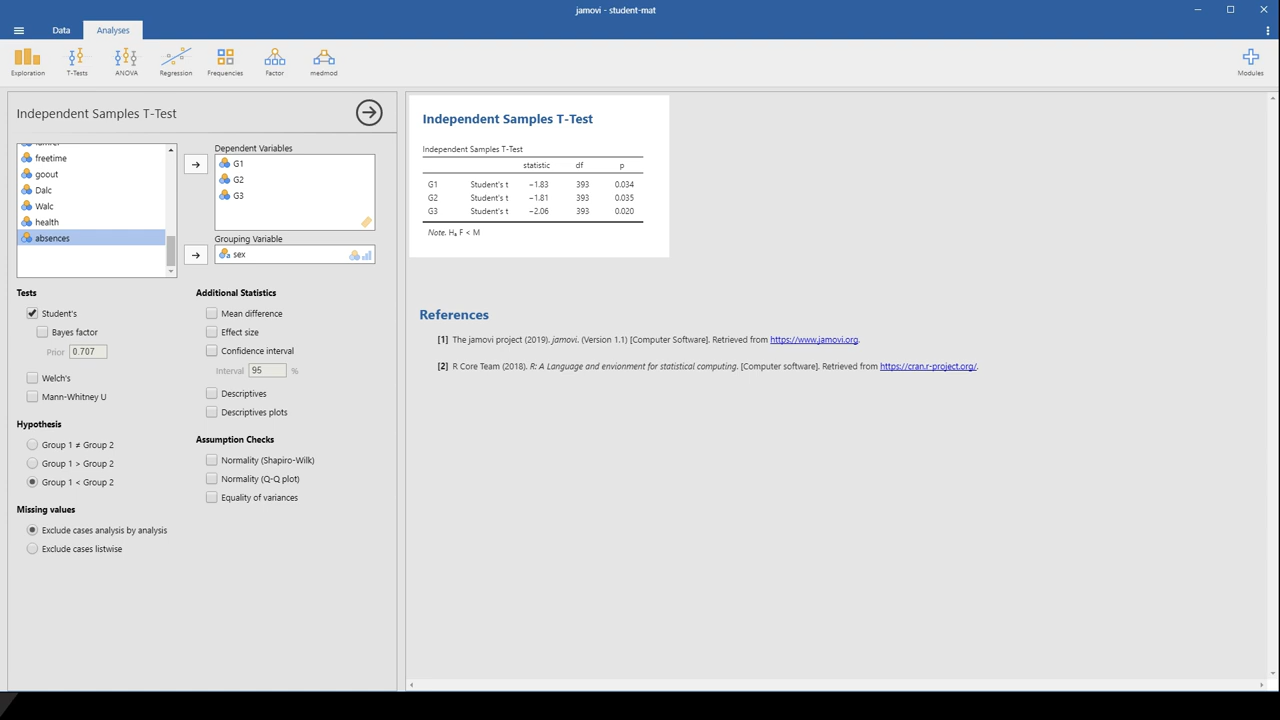 jamovi - student-mat
Data
Analyses
Exploration
T-Tests
ANOVA
Regression
Frequencies
Factor
medmod
Modules
Independent Samples T-Test
freetime
goout
Dalc
Walc
health
absences
Dependent Variables
G1
G2
G3
Grouping Variable
sex
Tests
Student's
Bayes factor
Prior 0.707
Welch's
Mann-Whitney U
Hypothesis
Group 1 ≠ Group 2
Group 1 > Group 2
Group 1 < Group 2
Missing values
Exclude cases analysis by analysis
Exclude cases listwise
Additional Statistics
Mean difference
Effect size
Confidence interval
Interval 95 %
Descriptives
Descriptives plots
Assumption Checks
Normality (Shapiro-Wilk)
Normality (Q-Q plot)
Equality of variances
Independent Samples T-Test
Independent Samples T-Test
statistic df p
G1 Student's t −1.83 393 0.034
G2 Student's t −1.81 393 0.035
G3 Student's t −2.06 393 0.020
Note. Hₐ F < M
References
[1] The jamovi project (2019). jamovi. (Version 1.1) [Computer Software]. Retrieved from https://www.jamovi.org.
[2] R Core Team (2018). R: A Language and envionment for statistical computing. [Computer software]. Retrieved from https://cran.r-project.org/.